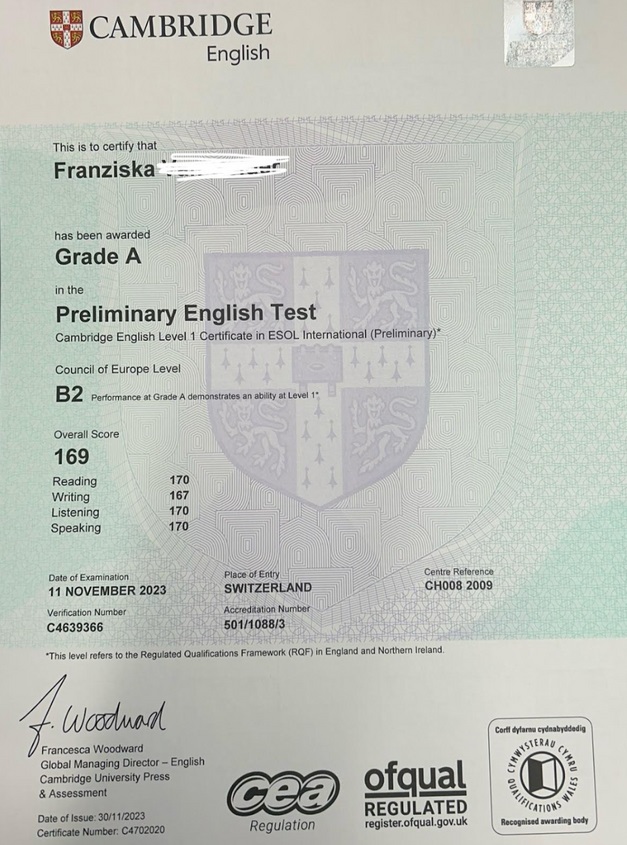 CAMBRIDGE
English
This is to certify that
Franziska
has been awarded
Grade A
in the
Preliminary English Test
Cambridge English Level 1 Certificate in ESOL International (Preliminary)*
Council of Europe Level
B2 Performance at Grade A demonstrates an ability at Level 1*
Overall Score
169
Reading 170
Writing 167
Listening 170
Speaking 170
Date of Examination Place of Entry Centre Reference
11 NOVEMBER 2023 SWITZERLAND CH008 2009
Verification Number Accreditation Number
C4639366 501/1088/3
*This level refers to the Regulated Qualifications Framework (RQF) in England and Northern Ireland.
F. Woodward
Francesca Woodward
Global Managing Director – English
Cambridge University Press
& Assessment
Date of Issue: 30/11/2023
Certificate Number: C4702020
cea
Regulation
ofqual
REGULATED
register.ofqual.gov.uk
Corff dyfarnu cydnabyddedig
CYMWYSTERAU CYMRU
QUALIFICATIONS WALES
Recognised awarding body